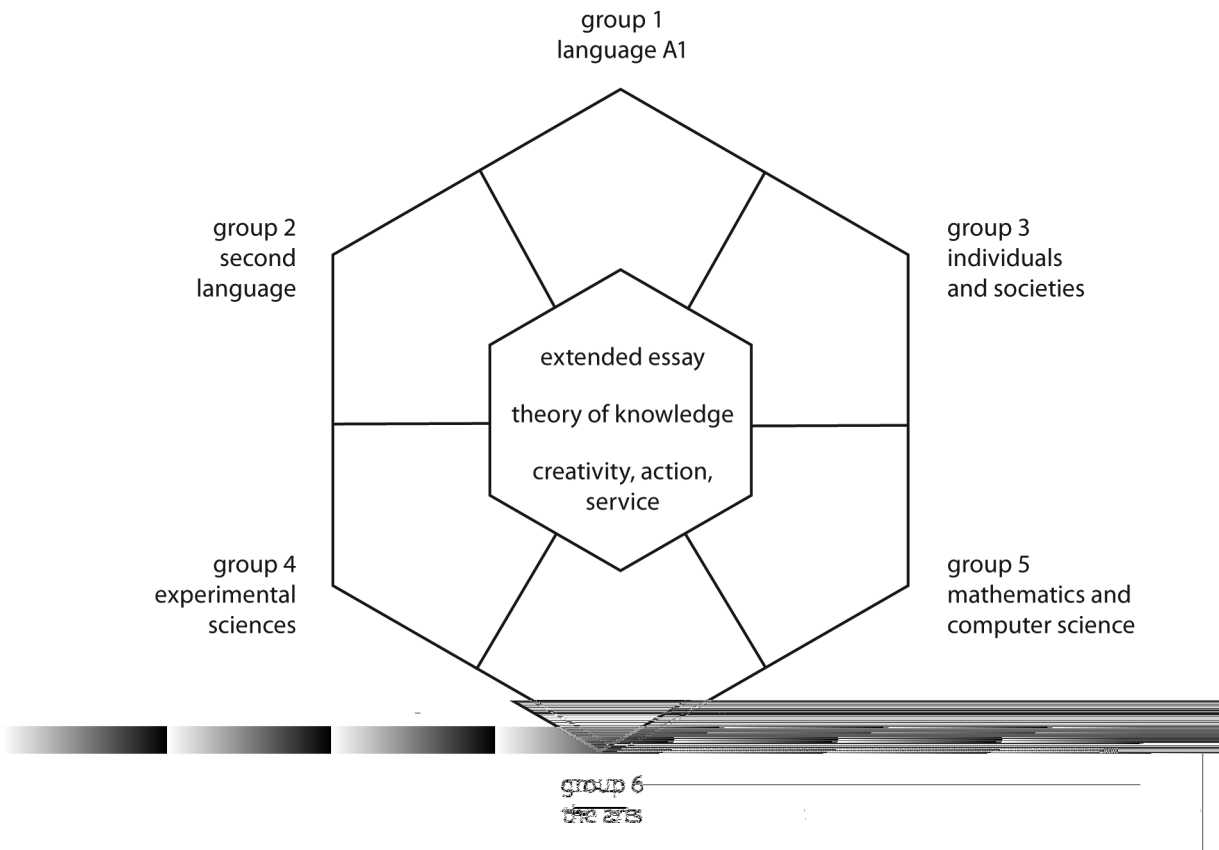 group 1
language A1
group 2
second
language
group 3
individuals
and societies
extended essay
theory of knowledge
creativity, action,
service
group 4
experimental
sciences
group 5
mathematics and
computer science
group 6
the arts